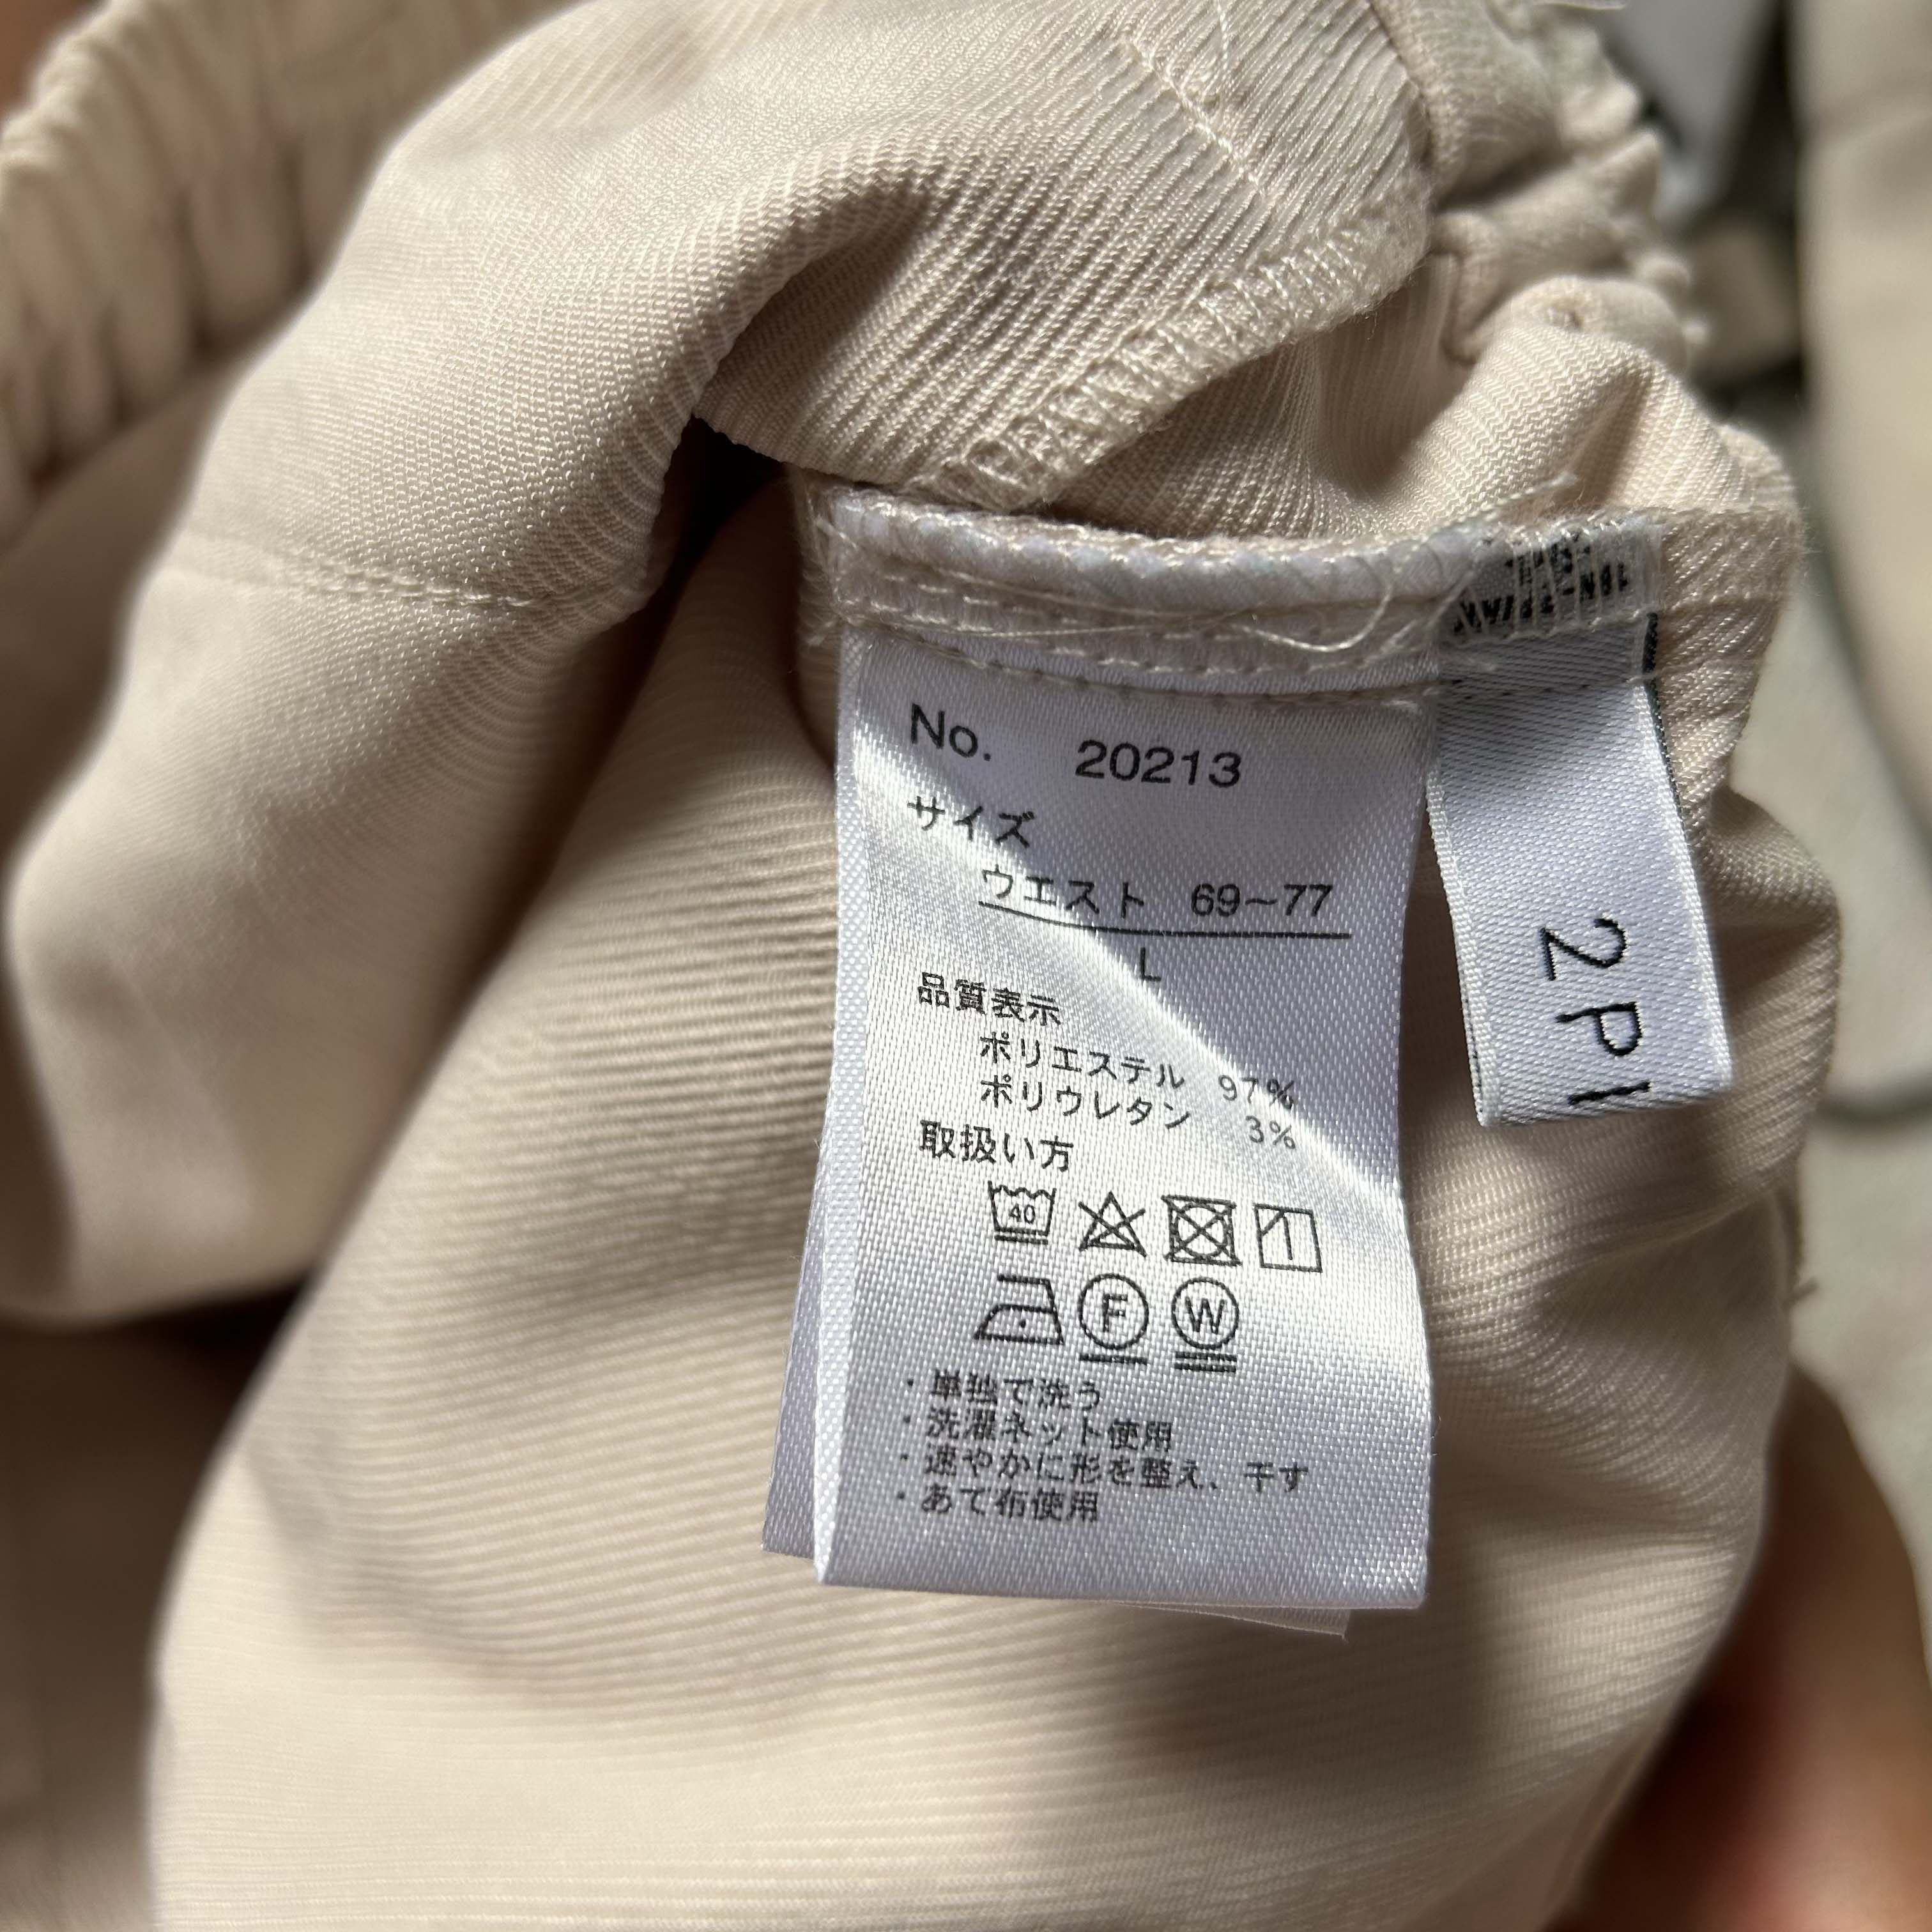 No. 20213
サイズ
ウエスト 69~77
L
品質表示
ポリエステル 97%
ポリウレタン 3%
取扱い方
40
F W
・単独で洗う
・洗濯ネット使用
・速やかに形を整え、干す
・あて布使用
2PI